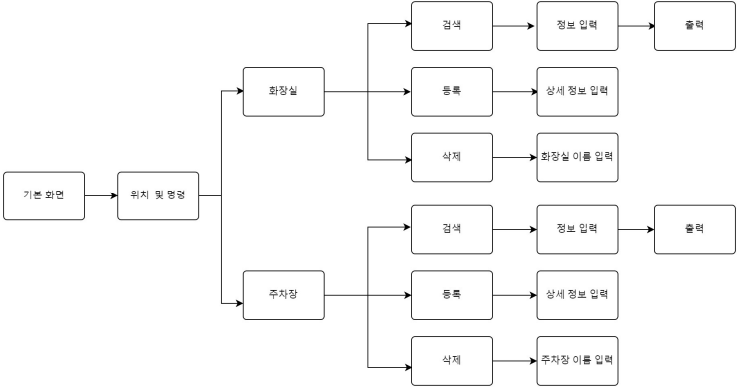 기본 화면
위치 및 명령
화장실
검색
정보 입력
출력
등록
상세 정보 입력
삭제
화장실 이름 입력
주차장
검색
정보 입력
출력
등록
상세 정보 입력
삭제
주차장 이름 입력